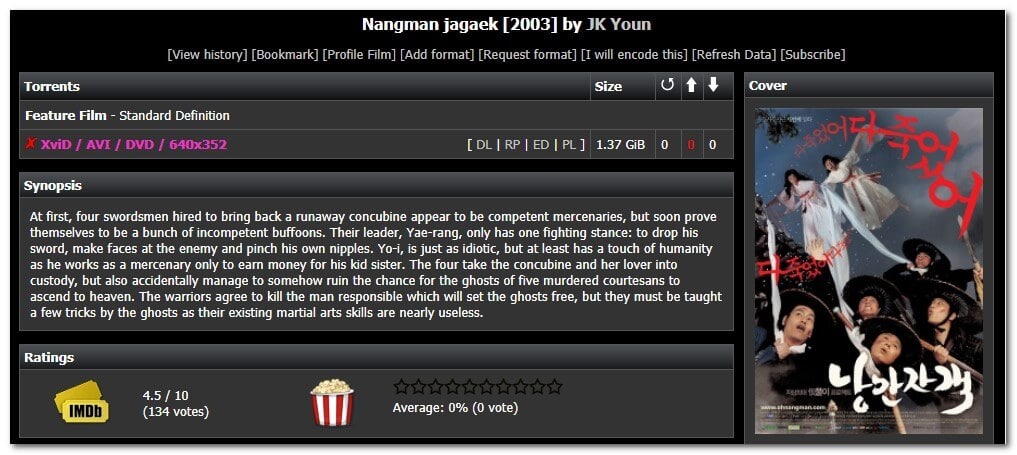 Nangman jagaek [2003] by JK Youn
[View history] [Bookmark] [Profile Film] [Add format] [Request format] [I will encode this] [Refresh Data] [Subscribe]
Torrents Size
Feature Film - Standard Definition
XviD / AVI / DVD / 640x352 [ DL | RP | ED | PL ] 1.37 GiB 0 0 0
Synopsis
At first, four swordsmen hired to bring back a runaway concubine appear to be competent mercenaries, but soon prove
themselves to be a bunch of incompetent buffoons. Their leader, Yae-rang, only has one fighting stance: to drop his
sword, make faces at the enemy and pinch his own nipples. Yo-i, is just as idiotic, but at least has a touch of humanity
as he works as a mercenary only to earn money for his kid sister. The four take the concubine and her lover into
custody, but also accidentally manage to somehow ruin the chance for the ghosts of five murdered courtesans to
ascend to heaven. The warriors agree to kill the man responsible which will set the ghosts free, but they must be taught
a few tricks by the ghosts as their existing martial arts skills are nearly useless.
Ratings
IMDb
4.5 / 10
(134 votes)
Average: 0% (0 vote)
Cover
다 죽었어 다 죽어쓰어
다 죽었어
낭만자객
www.ohsangman.com